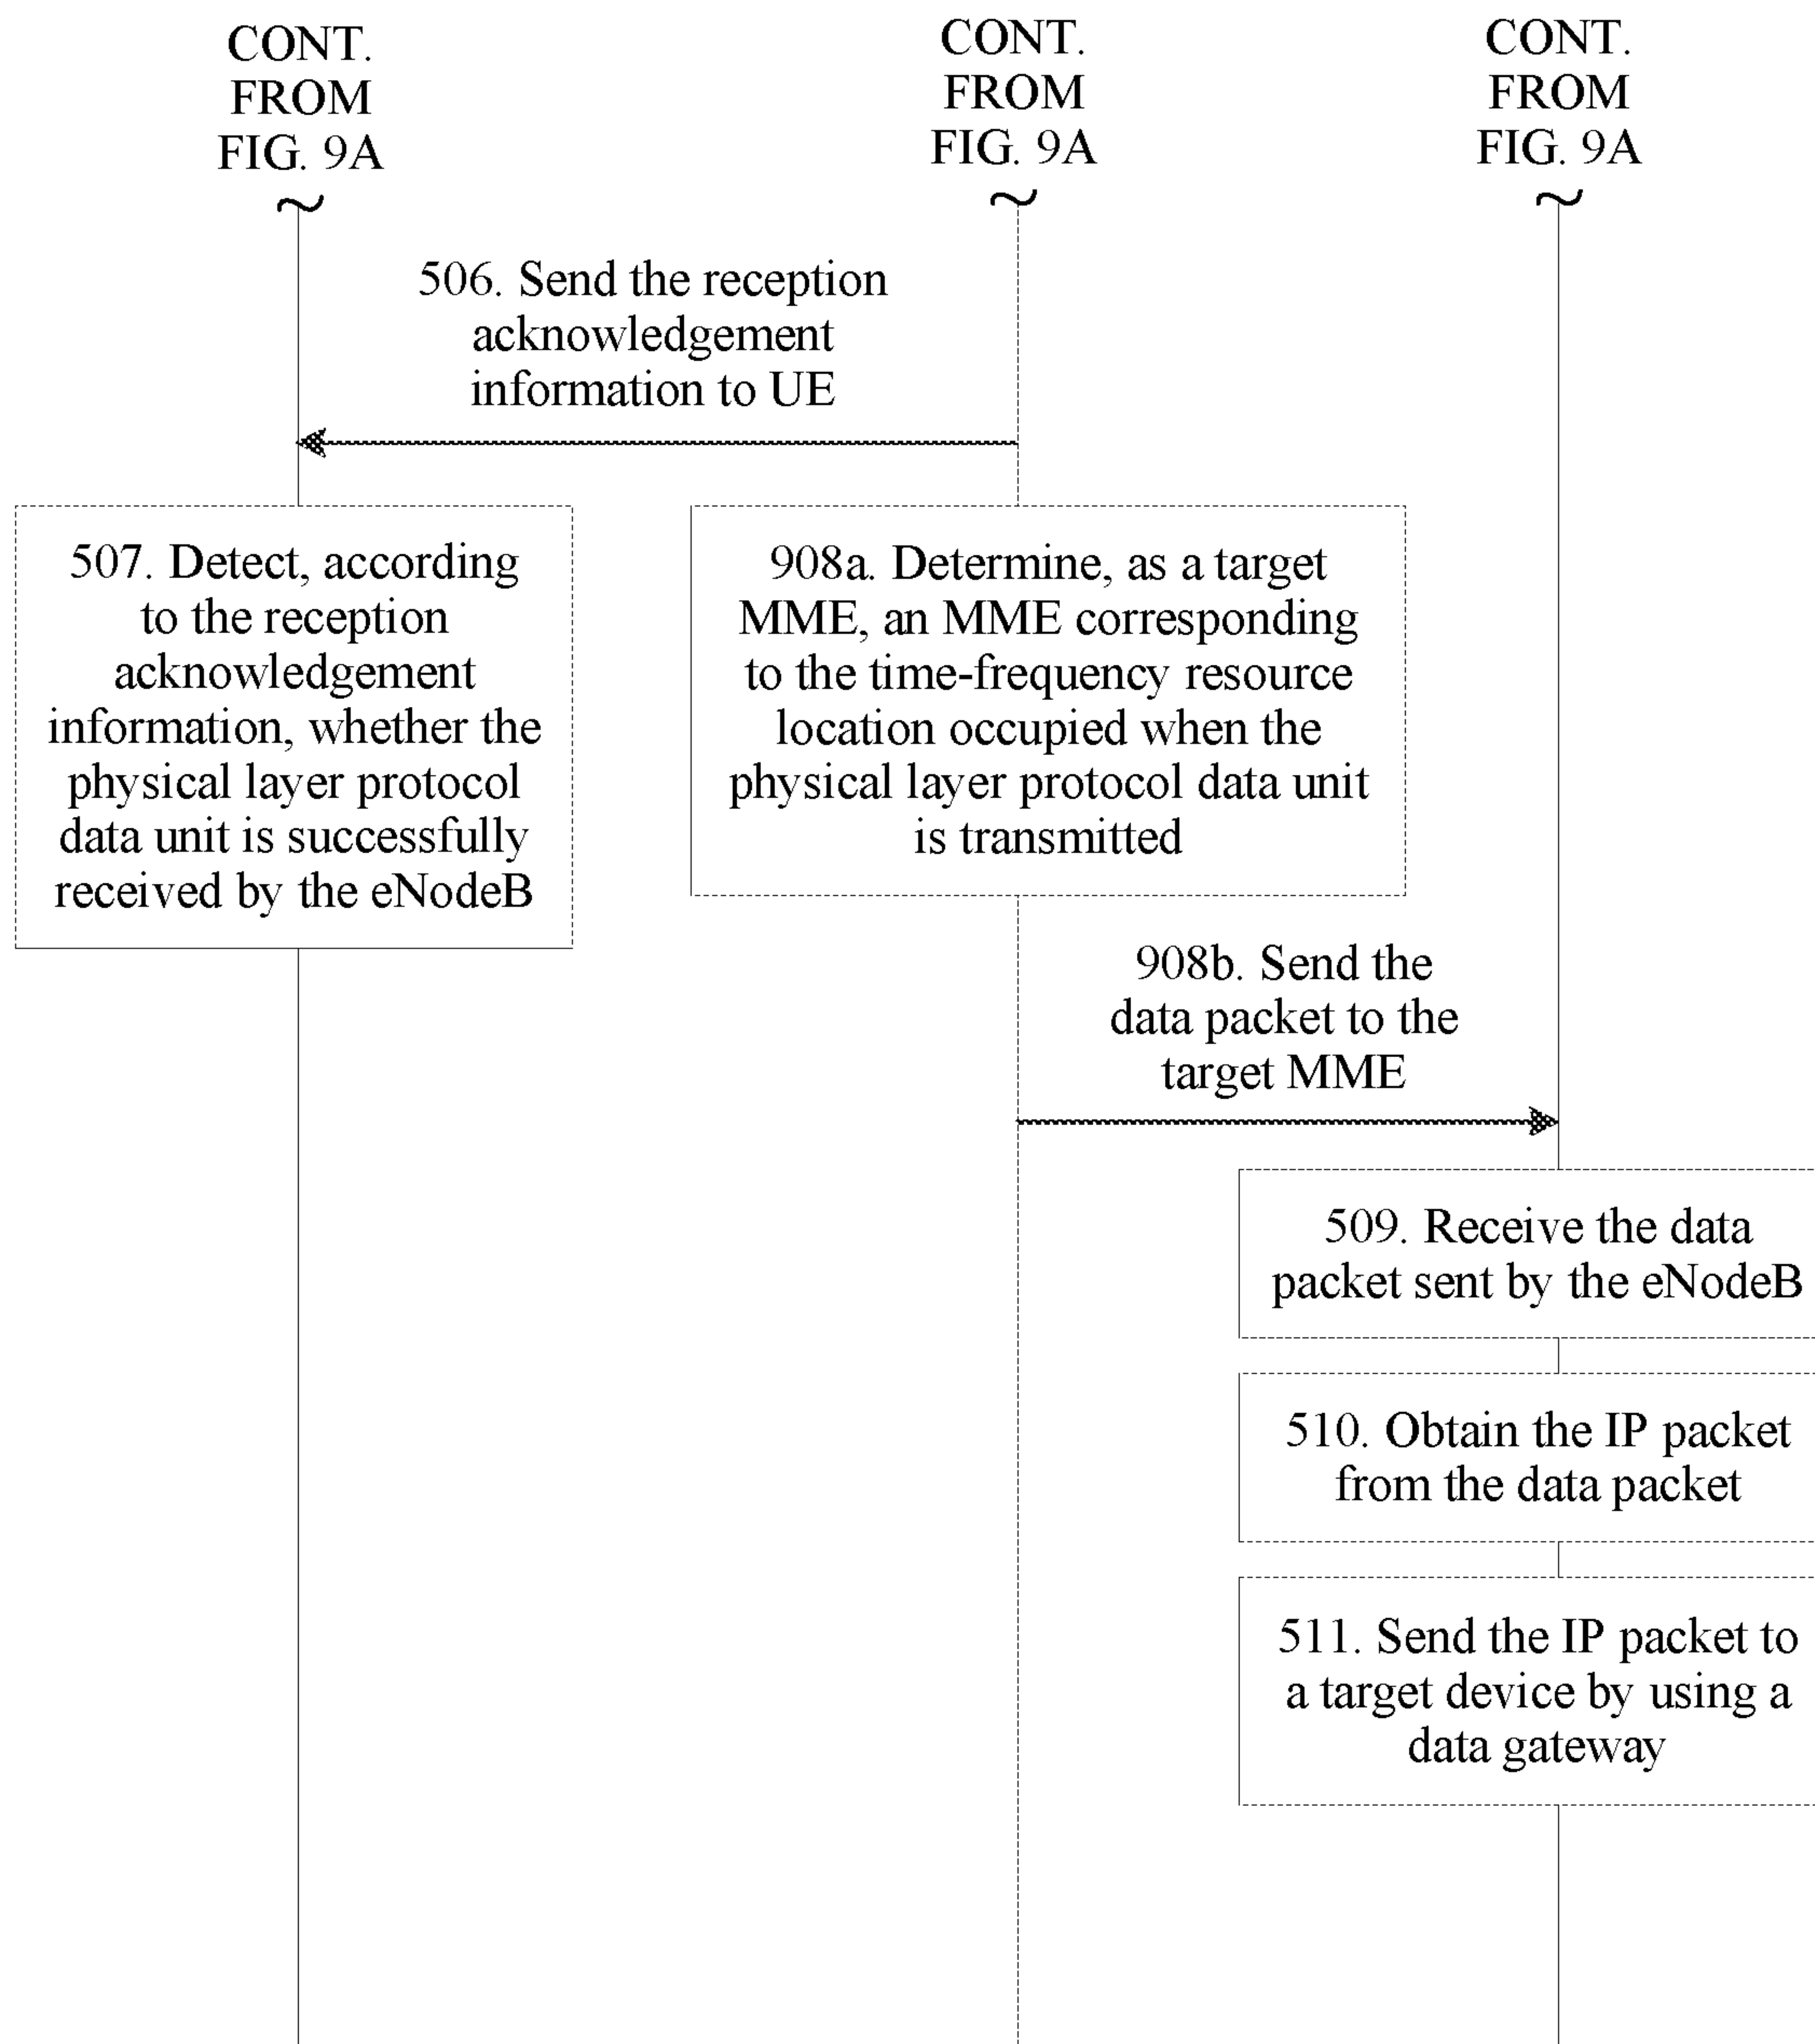 CONT.
FROM
FIG. 9A
CONT.
FROM
FIG. 9A
CONT.
FROM
FIG. 9A
506. Send the reception
acknowledgement
information to UE
507. Detect, according
to the reception
acknowledgement
information, whether the
physical layer protocol
data unit is successfully
received by the eNodeB
908a. Determine, as a target
MME, an MME corresponding
to the time-frequency resource
location occupied when the
physical layer protocol data unit
is transmitted
908b. Send the
data packet to the
target MME
509. Receive the data
packet sent by the eNodeB
510. Obtain the IP packet
from the data packet
511. Send the IP packet to
a target device by using a
data gateway